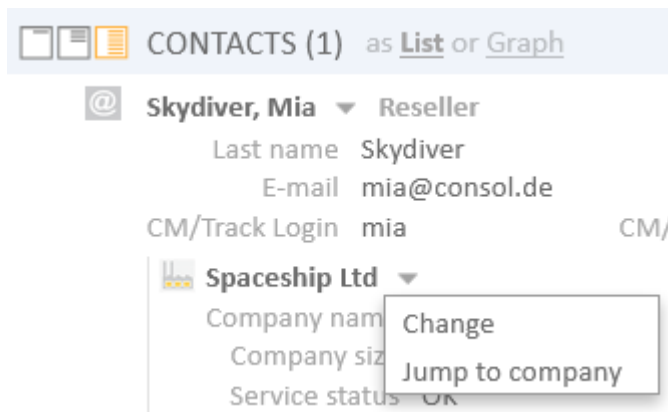 CONTACTS (1) as List or Graph
@
Skydiver, Mia Reseller
Last name Skydiver
E-mail mia@consol.de
CM/Track Login mia CM/
Spaceship Ltd
Company nam Change
Company siz Jump to company
Service status OK